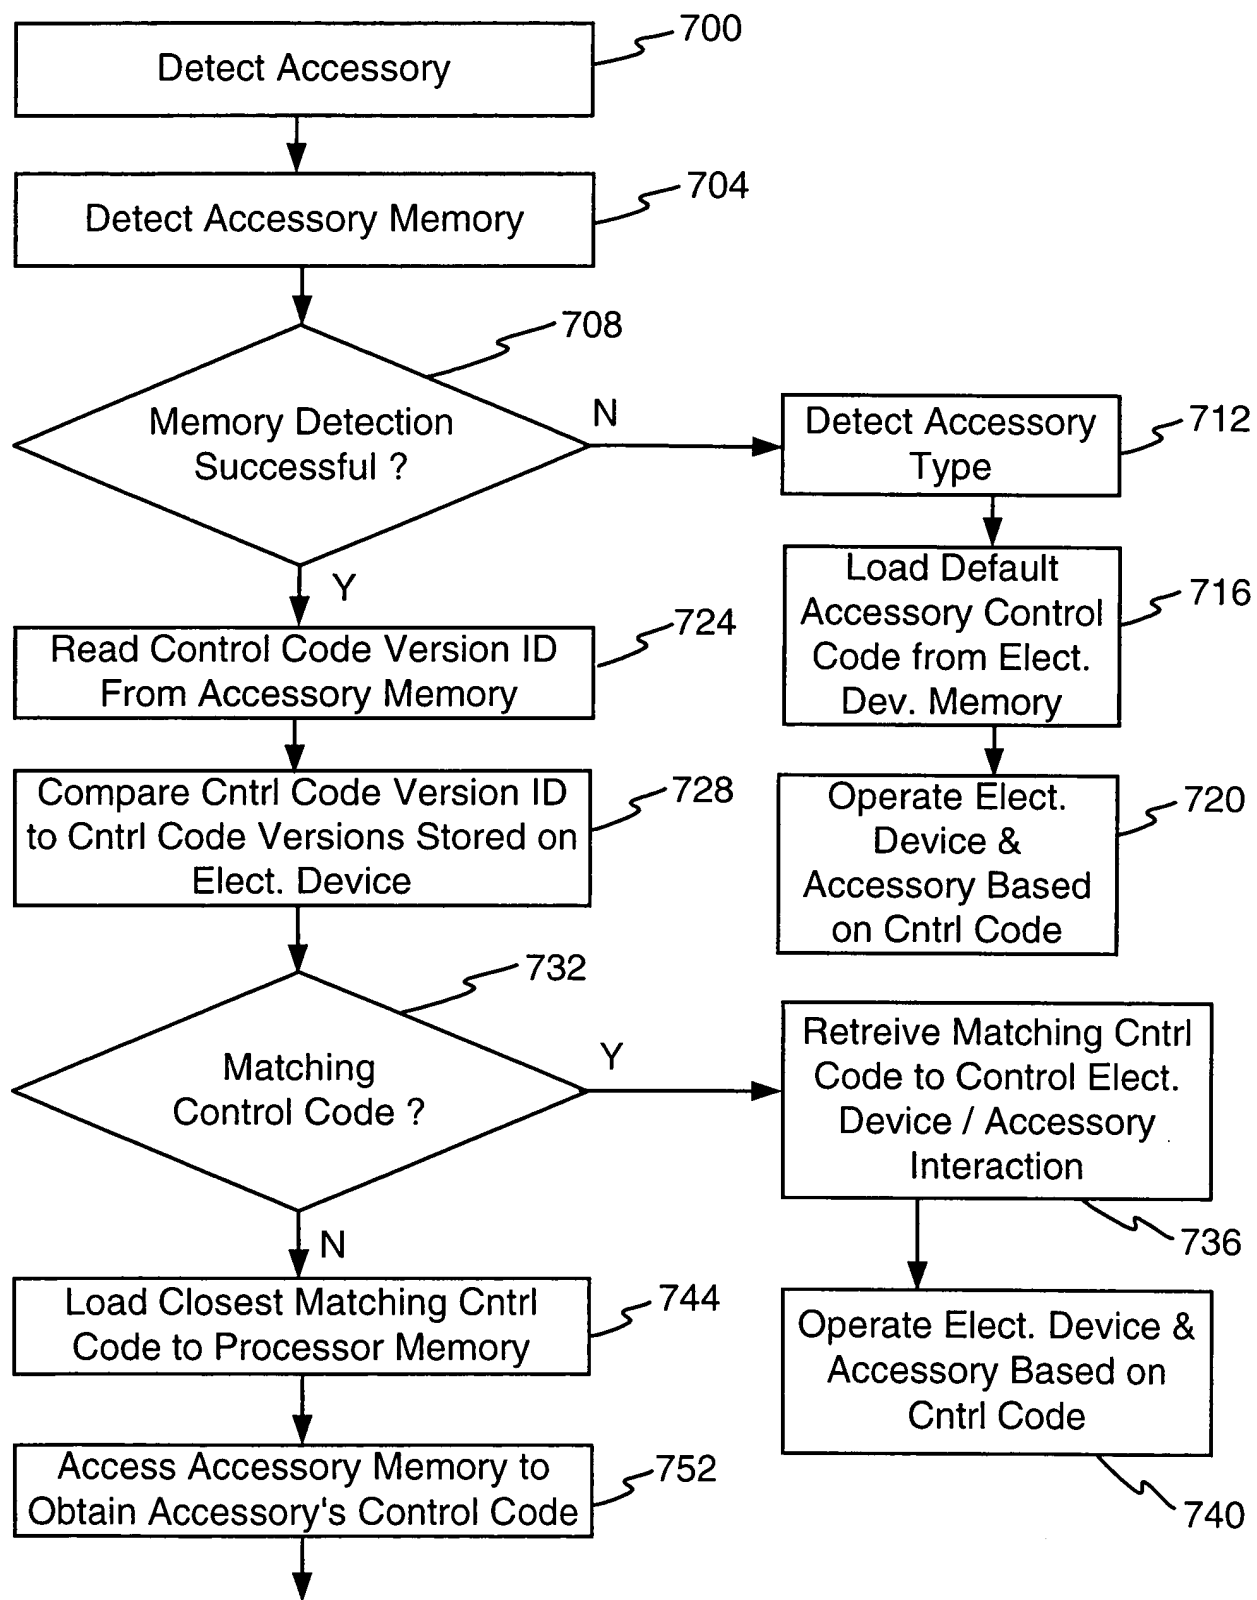 Detect Accessory
700
Detect Accessory Memory
704
708
Memory Detection
Successful ?
N
Y
Detect Accessory
Type
712
Load Default
Accessory Control
Code from Elect.
Dev. Memory
716
Operate Elect.
Device &
Accessory Based
on Cntrl Code
720
Read Control Code Version ID
From Accessory Memory
724
Compare Cntrl Code Version ID
to Cntrl Code Versions Stored on
Elect. Device
728
732
Matching
Control Code ?
Y
N
Retreive Matching Cntrl
Code to Control Elect.
Device / Accessory
Interaction
736
Operate Elect. Device &
Accessory Based on
Cntrl Code
740
Load Closest Matching Cntrl
Code to Processor Memory
744
Access Accessory Memory to
Obtain Accessory's Control Code
752